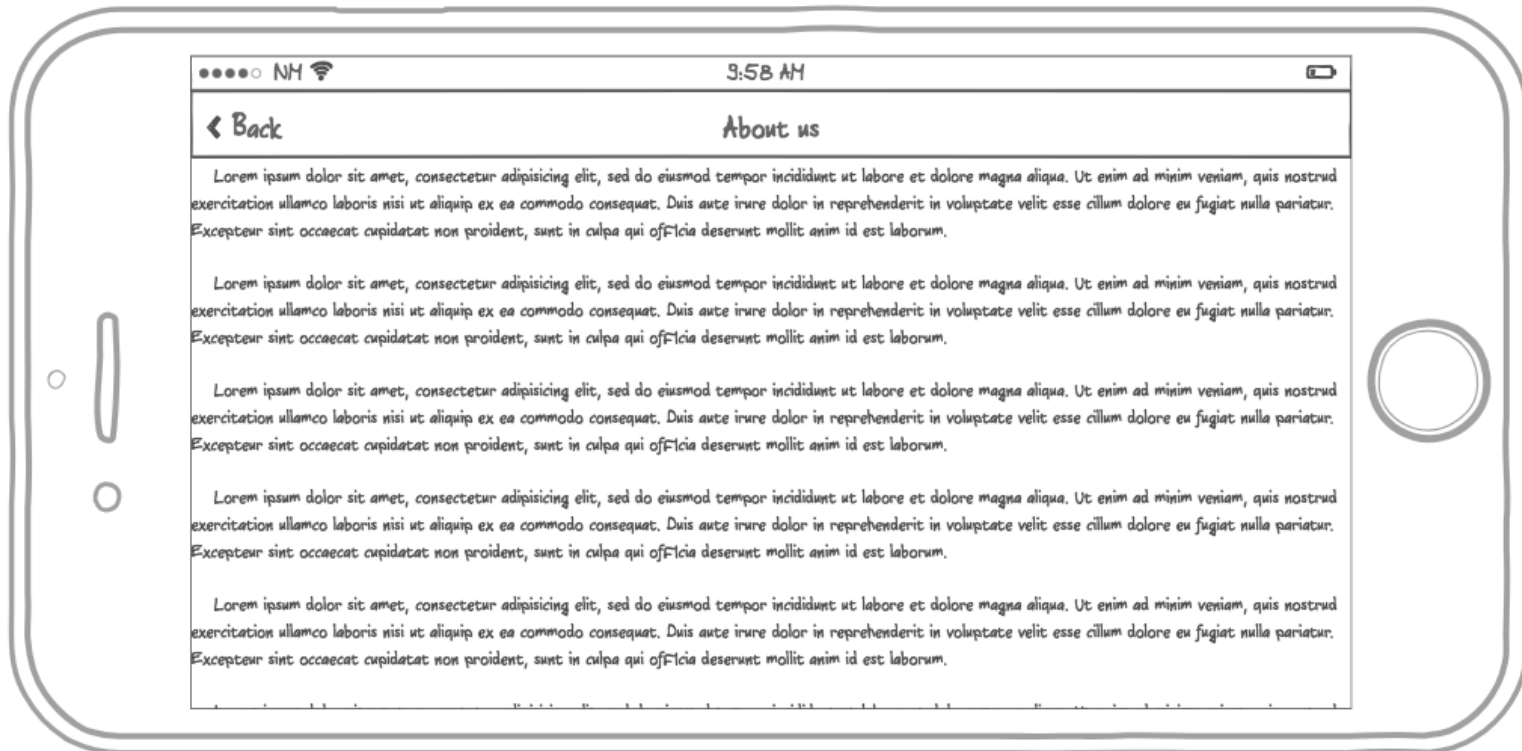 NM 9:58 AM
Back About us
Lorem ipsum dolor sit amet, consectetur adipisicing elit, sed do eiusmod tempor incididunt ut labore et dolore magna aliqua. Ut enim ad minim veniam, quis nostrud
exercitation ullamco laboris nisi ut aliquip ex ea commodo consequat. Duis aute irure dolor in reprehenderit in voluptate velit esse cillum dolore eu fugiat nulla pariatur.
Excepteur sint occaecat cupidatat non proident, sunt in culpa qui officia deserunt mollit anim id est laborum.
Lorem ipsum dolor sit amet, consectetur adipisicing elit, sed do eiusmod tempor incididunt ut labore et dolore magna aliqua. Ut enim ad minim veniam, quis nostrud
exercitation ullamco laboris nisi ut aliquip ex ea commodo consequat. Duis aute irure dolor in reprehenderit in voluptate velit esse cillum dolore eu fugiat nulla pariatur.
Excepteur sint occaecat cupidatat non proident, sunt in culpa qui officia deserunt mollit anim id est laborum.
Lorem ipsum dolor sit amet, consectetur adipisicing elit, sed do eiusmod tempor incididunt ut labore et dolore magna aliqua. Ut enim ad minim veniam, quis nostrud
exercitation ullamco laboris nisi ut aliquip ex ea commodo consequat. Duis aute irure dolor in reprehenderit in voluptate velit esse cillum dolore eu fugiat nulla pariatur.
Excepteur sint occaecat cupidatat non proident, sunt in culpa qui officia deserunt mollit anim id est laborum.
Lorem ipsum dolor sit amet, consectetur adipisicing elit, sed do eiusmod tempor incididunt ut labore et dolore magna aliqua. Ut enim ad minim veniam, quis nostrud
exercitation ullamco laboris nisi ut aliquip ex ea commodo consequat. Duis aute irure dolor in reprehenderit in voluptate velit esse cillum dolore eu fugiat nulla pariatur.
Excepteur sint occaecat cupidatat non proident, sunt in culpa qui officia deserunt mollit anim id est laborum.
Lorem ipsum dolor sit amet, consectetur adipisicing elit, sed do eiusmod tempor incididunt ut labore et dolore magna aliqua. Ut enim ad minim veniam, quis nostrud
exercitation ullamco laboris nisi ut aliquip ex ea commodo consequat. Duis aute irure dolor in reprehenderit in voluptate velit esse cillum dolore eu fugiat nulla pariatur.
Excepteur sint occaecat cupidatat non proident, sunt in culpa qui officia deserunt mollit anim id est laborum.